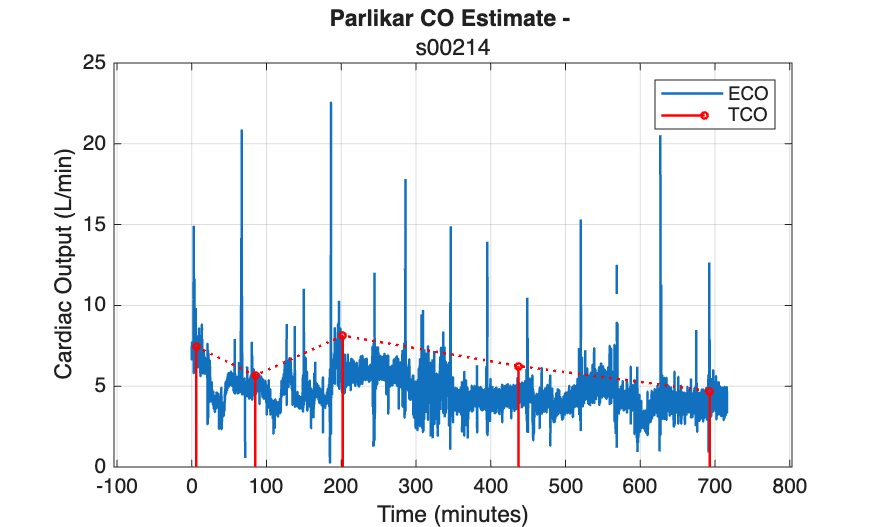 Parlikar CO Estimate -
s00214
25
20
15
10
5
0
Cardiac Output (L/min)
ECO
TCO
-100 0 100 200 300 400 500 600 700 800
Time (minutes)